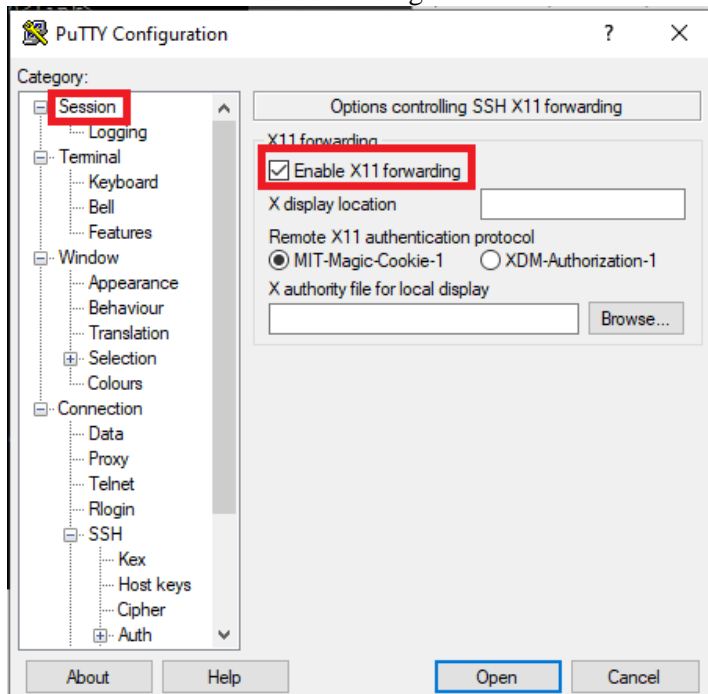 PuTTY Configuration ? ×
Category:
Session
Logging
Terminal
Keyboard
Bell
Features
Window
Appearance
Behaviour
Translation
Selection
Colours
Connection
Data
Proxy
Telnet
Rlogin
SSH
Kex
Host keys
Cipher
Auth
Options controlling SSH X11 forwarding
X11 forwarding
Enable X11 forwarding
X display location
Remote X11 authentication protocol
MIT-Magic-Cookie-1 XDM-Authorization-1
X authority file for local display
Browse...
About Help Open Cancel